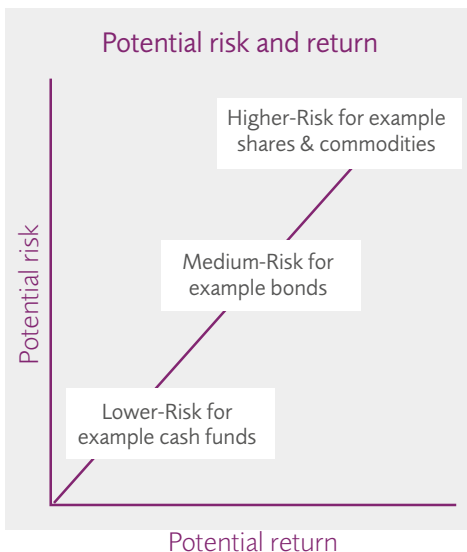 Potential risk and return
Higher-Risk for example
shares & commodities
Potential risk
Medium-Risk for
example bonds
Lower-Risk for
example cash funds
Potential return